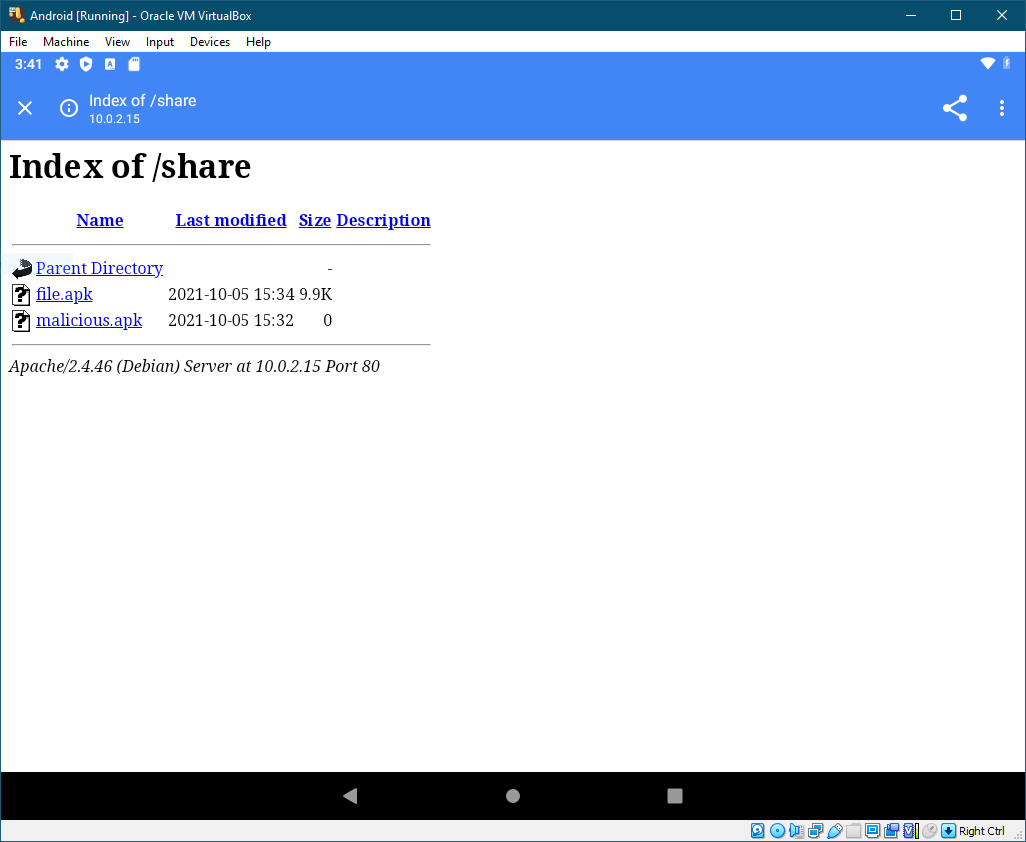 Android [Running] - Oracle VM VirtualBox
File Machine View Input Devices Help
3:41
Index of /share
10.0.2.15
Index of /share
Name Last modified Size Description
Parent Directory -
file.apk 2021-10-05 15:34 9.9K
malicious.apk 2021-10-05 15:32 0
Apache/2.4.46 (Debian) Server at 10.0.2.15 Port 80
Right Ctrl